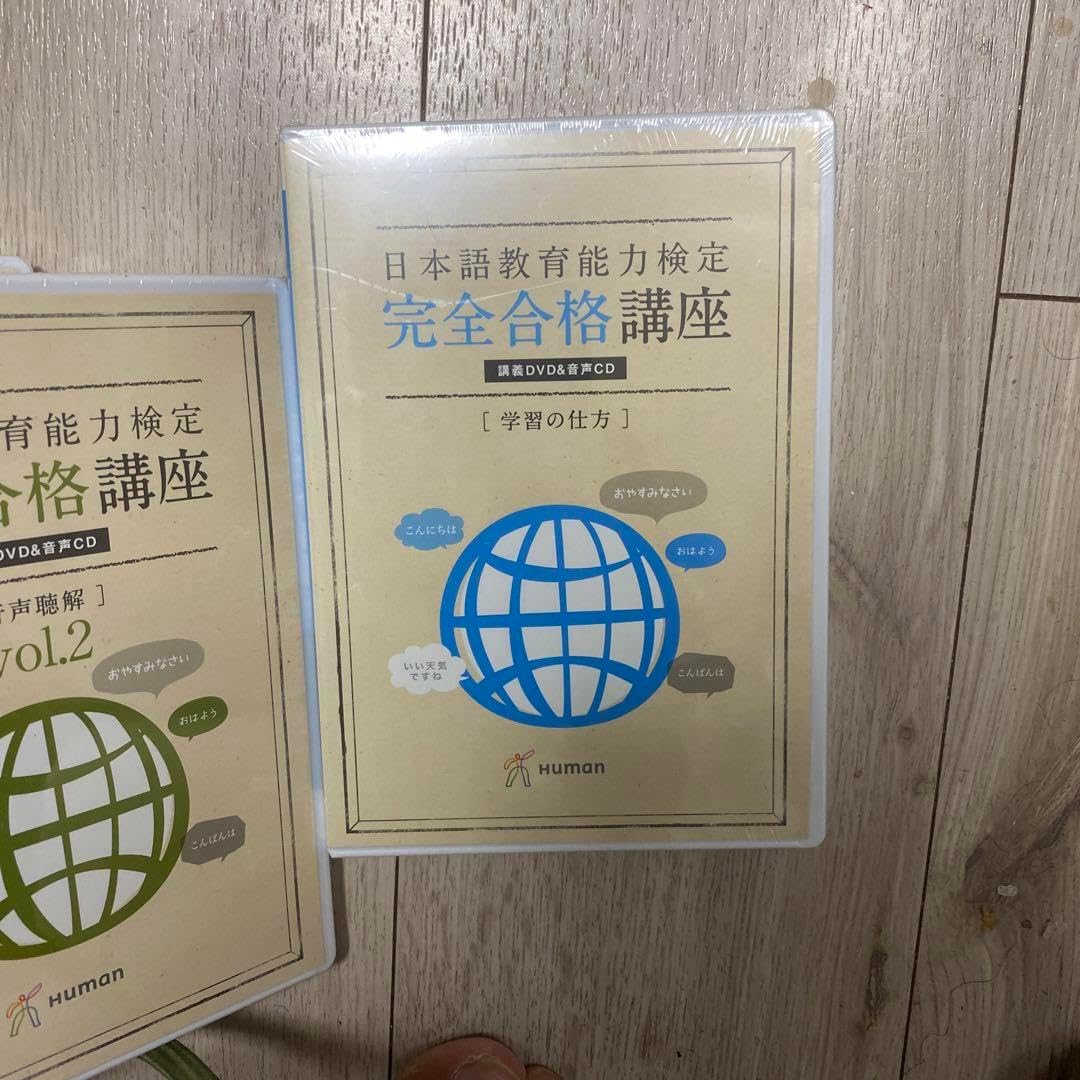 日本語教育能力検定
完全合格講座
講義DVD&音声CD
[ 学習の仕方 ]
おやすみなさい
こんにちは
おはよう
いい天気
ですね
こんばんは
Human
育能力検定
合格講座
DVD&音声CD
音声聴解 ]
vol.2
おやすみなさい
おはよう
こんばんは
Human